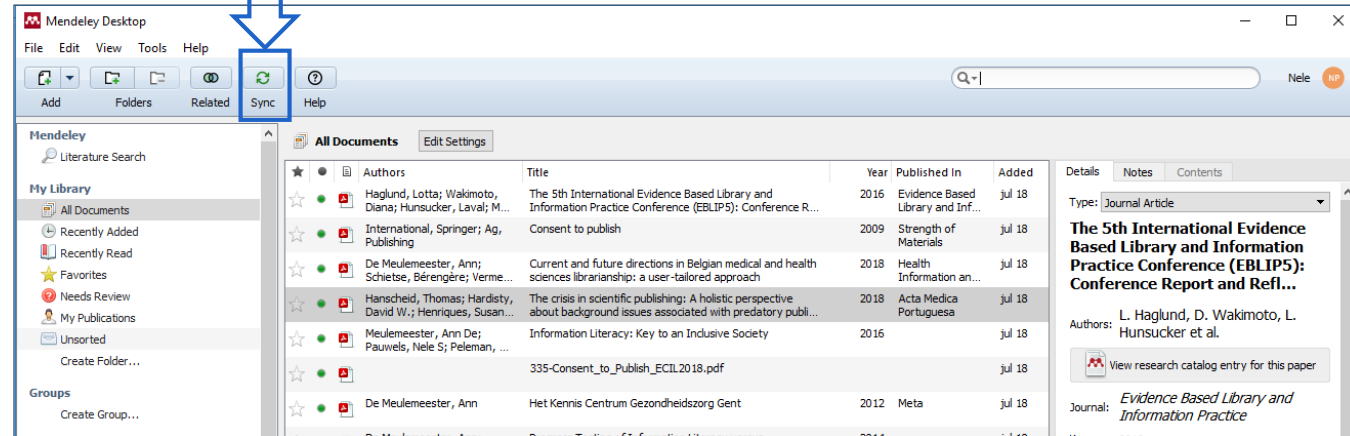 Mendeley Desktop
File Edit View Tools Help
Add Folders Related Sync Help
Nele NP
Mendeley
Literature Search
My Library
All Documents
Recently Added
Recently Read
Favorites
Needs Review
My Publications
Unsorted
Create Folder...
Groups
Create Group...
All Documents Edit Settings
Authors Title Year Published In Added
Haglund, Lotta; Wakimoto, The 5th International Evidence Based Library and 2016 Evidence Based jul 18
Diana; Hunsucker, Laval; M... Information Practice Conference (EBLIP5): Conference R... Library and Inf...
International, Springer; Ag, Consent to publish 2009 Strength of jul 18
Publishing Materials
De Meulemeester, Ann; Current and future directions in Belgian medical and health 2018 Health jul 18
Schietse, Bérengère; Verme... sciences librarianship: a user-tailored approach Information an...
Hanscheid, Thomas; Hardisty, The crisis in scientific publishing: A holistic perspective 2018 Acta Medica jul 18
David W.; Henriques, Susan... about background issues associated with predatory publi... Portuguesa
Meulemeester, Ann De; Information Literacy: Key to an Inclusive Society 2016 jul 18
Pauwels, Nele S; Peleman, ...
335-Consent_to_Publish_ECIL2018.pdf jul 18
De Meulemeester, Ann Het Kennis Centrum Gezondheidszorg Gent 2012 Meta jul 18
Details Notes Contents
Type: Journal Article
The 5th International Evidence
Based Library and Information
Practice Conference (EBLIP5):
Conference Report and Refl...
Authors: L. Haglund, D. Wakimoto, L.
Hunsucker et al.
View research catalog entry for this paper
Journal: Evidence Based Library and
Information Practice